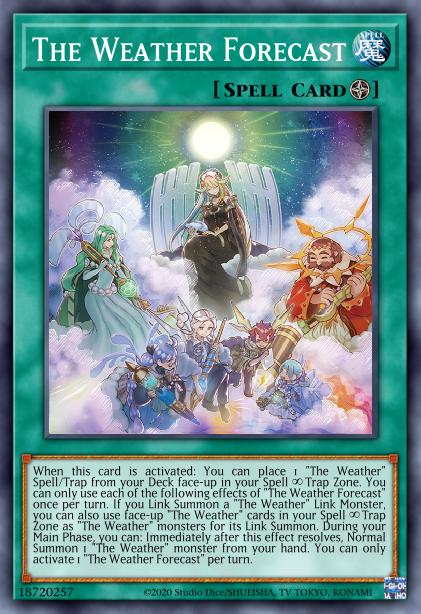 The Weather Forecast
SPELL
魔
[Spell Card]
When this card is activated: You can place 1 "The Weather"
Spell/Trap from your Deck face-up in your Spell ∞ Trap Zone. You
can only use each of the following effects of "The Weather Forecast"
once per turn. If you Link Summon a "The Weather" Link Monster,
you can also use face-up "The Weather" cards in your Spell ∞ Trap
Zone as "The Weather" monsters for its Link Summon. During your
Main Phase, you can: Immediately after this effect resolves, Normal
Summon 1 "The Weather" monster from your hand. You can only
activate 1 "The Weather Forecast" per turn.
18720257
©2020 Studio Dice/SHUEISHA, TV TOKYO, KONAMI